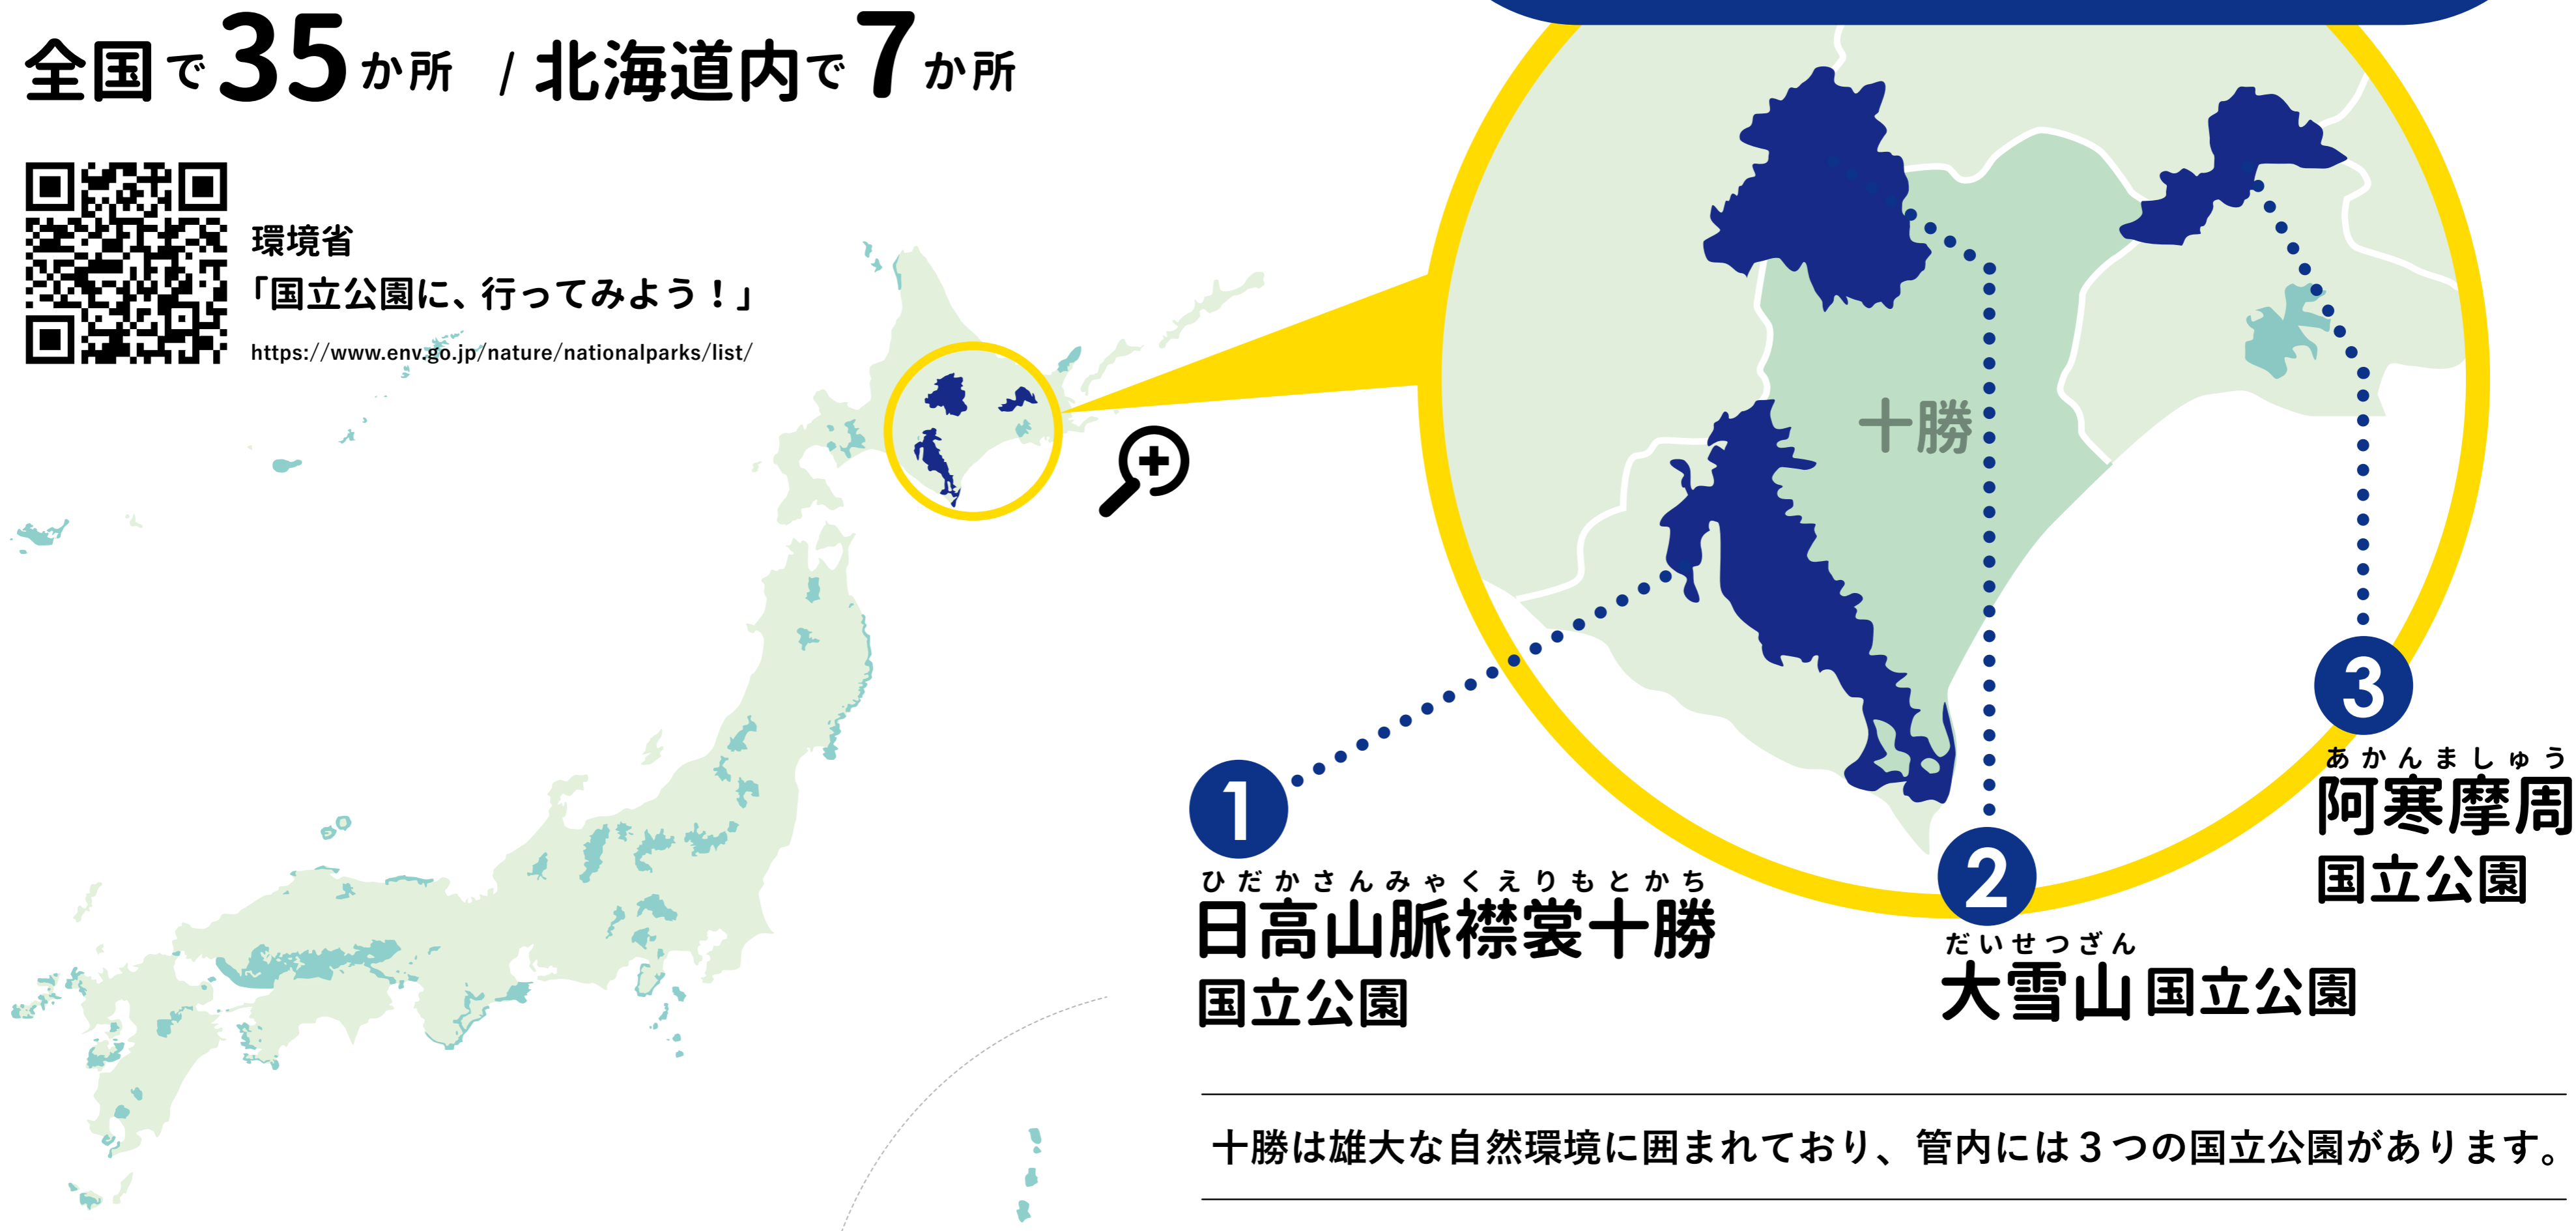 全国で35か所 / 北海道内で7か所
環境省
「国立公園に、行ってみよう！」
https://www.env.go.jp/nature/nationalparks/list/
十勝
1
ひだかさんみゃくえりもとかち
日高山脈襟裳十勝
国立公園
2
だいせつざん
大雪山国立公園
3
あかんましゅう
阿寒摩周
国立公園
十勝は雄大な自然環境に囲まれており、管内には３つの国立公園があります。